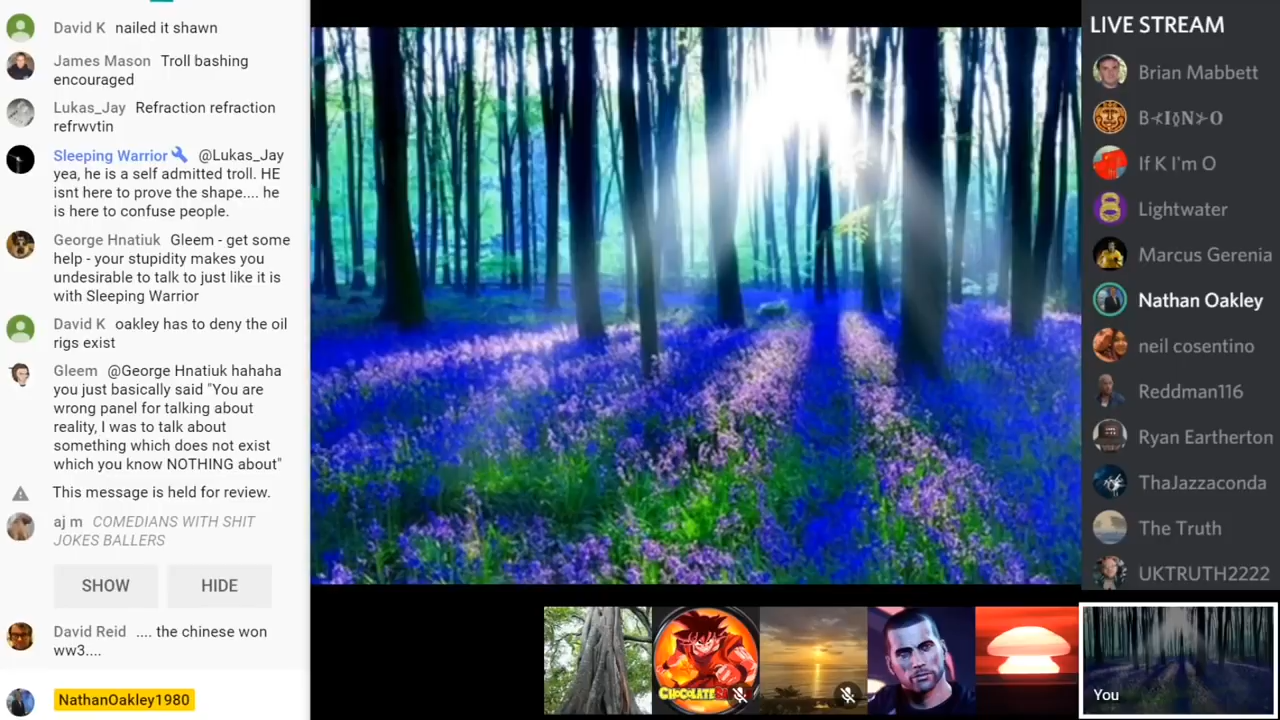 David K nailed it shawn
James Mason Troll bashing
encouraged
Lukas_Jay Refraction refraction
refrwvtin
Sleeping Warrior @Lukas_Jay
yea, he is a self admitted troll. HE
isnt here to prove the shape.... he
is here to confuse people.
George Hnatiuk Gleem - get some
help - your stupidity makes you
undesirable to talk to just like it is
with Sleeping Warrior
David K oakley has to deny the oil
rigs exist
Gleem @George Hnatiuk hahaha
you just basically said "You are
wrong panel for talking about
reality, I was to talk about
something which does not exist
which you know NOTHING about"
This message is held for review.
aj m COMEDIANS WITH SHIT
JOKES BALLERS
SHOW HIDE
David Reid .... the chinese won
ww3....
NathanOakley1980
CHOCOLATE
You
LIVE STREAM
Brian Mabbett
B⊰I◊N⊱O
If K I'm O
Lightwater
Marcus Gerenia
Nathan Oakley
neil cosentino
Reddman116
Ryan Eartherton
ThaJazzaconda
The Truth
UKTRUTH2222